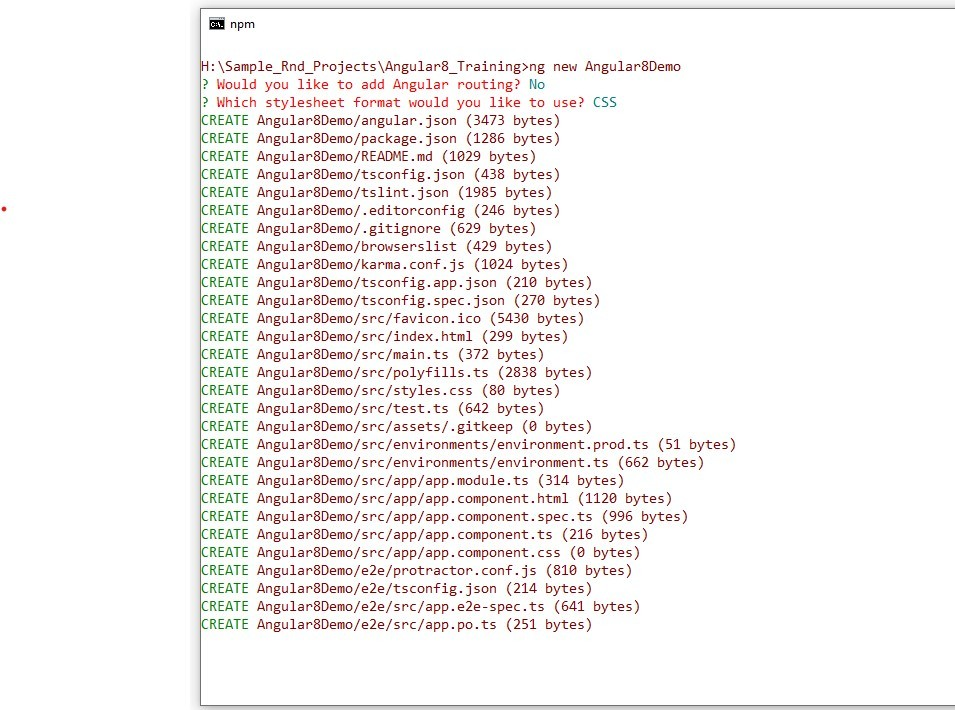 npm
H:\Sample_Rnd_Projects\Angular8_Training>ng new Angular8Demo
? Would you like to add Angular routing? No
? Which stylesheet format would you like to use? CSS
CREATE Angular8Demo/angular.json (3473 bytes)
CREATE Angular8Demo/package.json (1286 bytes)
CREATE Angular8Demo/README.md (1029 bytes)
CREATE Angular8Demo/tsconfig.json (438 bytes)
CREATE Angular8Demo/tslint.json (1985 bytes)
CREATE Angular8Demo/.editorconfig (246 bytes)
CREATE Angular8Demo/.gitignore (629 bytes)
CREATE Angular8Demo/browserslist (429 bytes)
CREATE Angular8Demo/karma.conf.js (1024 bytes)
CREATE Angular8Demo/tsconfig.app.json (210 bytes)
CREATE Angular8Demo/tsconfig.spec.json (270 bytes)
CREATE Angular8Demo/src/favicon.ico (5430 bytes)
CREATE Angular8Demo/src/index.html (299 bytes)
CREATE Angular8Demo/src/main.ts (372 bytes)
CREATE Angular8Demo/src/polyfills.ts (2838 bytes)
CREATE Angular8Demo/src/styles.css (80 bytes)
CREATE Angular8Demo/src/test.ts (642 bytes)
CREATE Angular8Demo/src/assets/.gitkeep (0 bytes)
CREATE Angular8Demo/src/environments/environment.prod.ts (51 bytes)
CREATE Angular8Demo/src/environments/environment.ts (662 bytes)
CREATE Angular8Demo/src/app/app.module.ts (314 bytes)
CREATE Angular8Demo/src/app/app.component.html (1120 bytes)
CREATE Angular8Demo/src/app/app.component.spec.ts (996 bytes)
CREATE Angular8Demo/src/app/app.component.ts (216 bytes)
CREATE Angular8Demo/src/app/app.component.css (0 bytes)
CREATE Angular8Demo/e2e/protractor.conf.js (810 bytes)
CREATE Angular8Demo/e2e/tsconfig.json (214 bytes)
CREATE Angular8Demo/e2e/src/app.e2e-spec.ts (641 bytes)
CREATE Angular8Demo/e2e/src/app.po.ts (251 bytes)